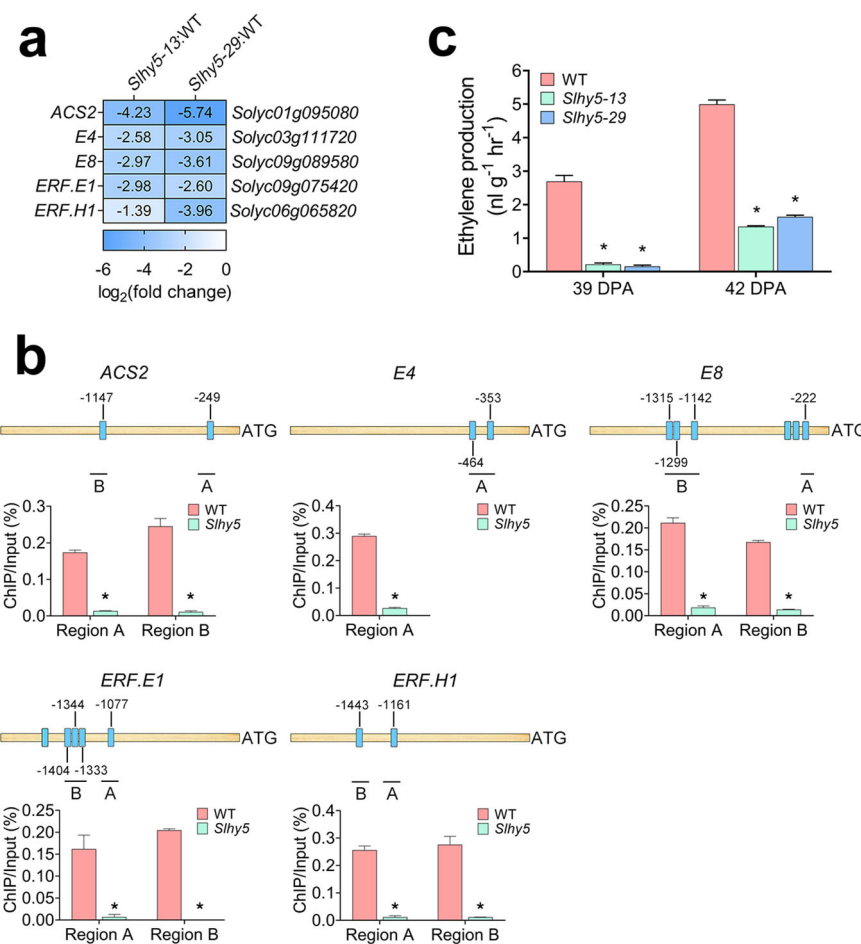 a
Slhy5-13:WT
Slhy5-29:WT
ACS2 -4.23 -5.74 Solyc01g095080
E4 -2.58 -3.05 Solyc03g111720
E8 -2.97 -3.61 Solyc09g089580
ERF.E1 -2.98 -2.60 Solyc09g075420
ERF.H1 -1.39 -3.96 Solyc06g065820
-6 -4 -2 0
log2(fold change)
c
WT
Slhy5-13
Slhy5-29
Ethylene production
(nl g-1 hr-1)
6
5
4
3
2
1
0
* * * *
39 DPA 42 DPA
b
ACS2
-1147 -249
ATG
B A
ChIP/Input (%)
0.3
0.2
0.1
0.0
WT
Slhy5
* *
Region A Region B
E4
-353
ATG
-464
A
ChIP/Input (%)
0.4
0.3
0.2
0.1
0.0
WT
Slhy5
*
Region A
E8
-1315 -1142 -222
ATG
-1299
B A
ChIP/Input (%)
0.25
0.20
0.15
0.10
0.05
0.00
WT
Slhy5
* *
Region A Region B
ERF.E1
-1344 -1077
ATG
-1404 -1333
B A
ChIP/Input (%)
0.25
0.20
0.15
0.10
0.05
0.00
WT
Slhy5
* *
Region A Region B
ERF.H1
-1443 -1161
ATG
B A
ChIP/Input (%)
0.4
0.3
0.2
0.1
0.0
WT
Slhy5
* *
Region A Region B